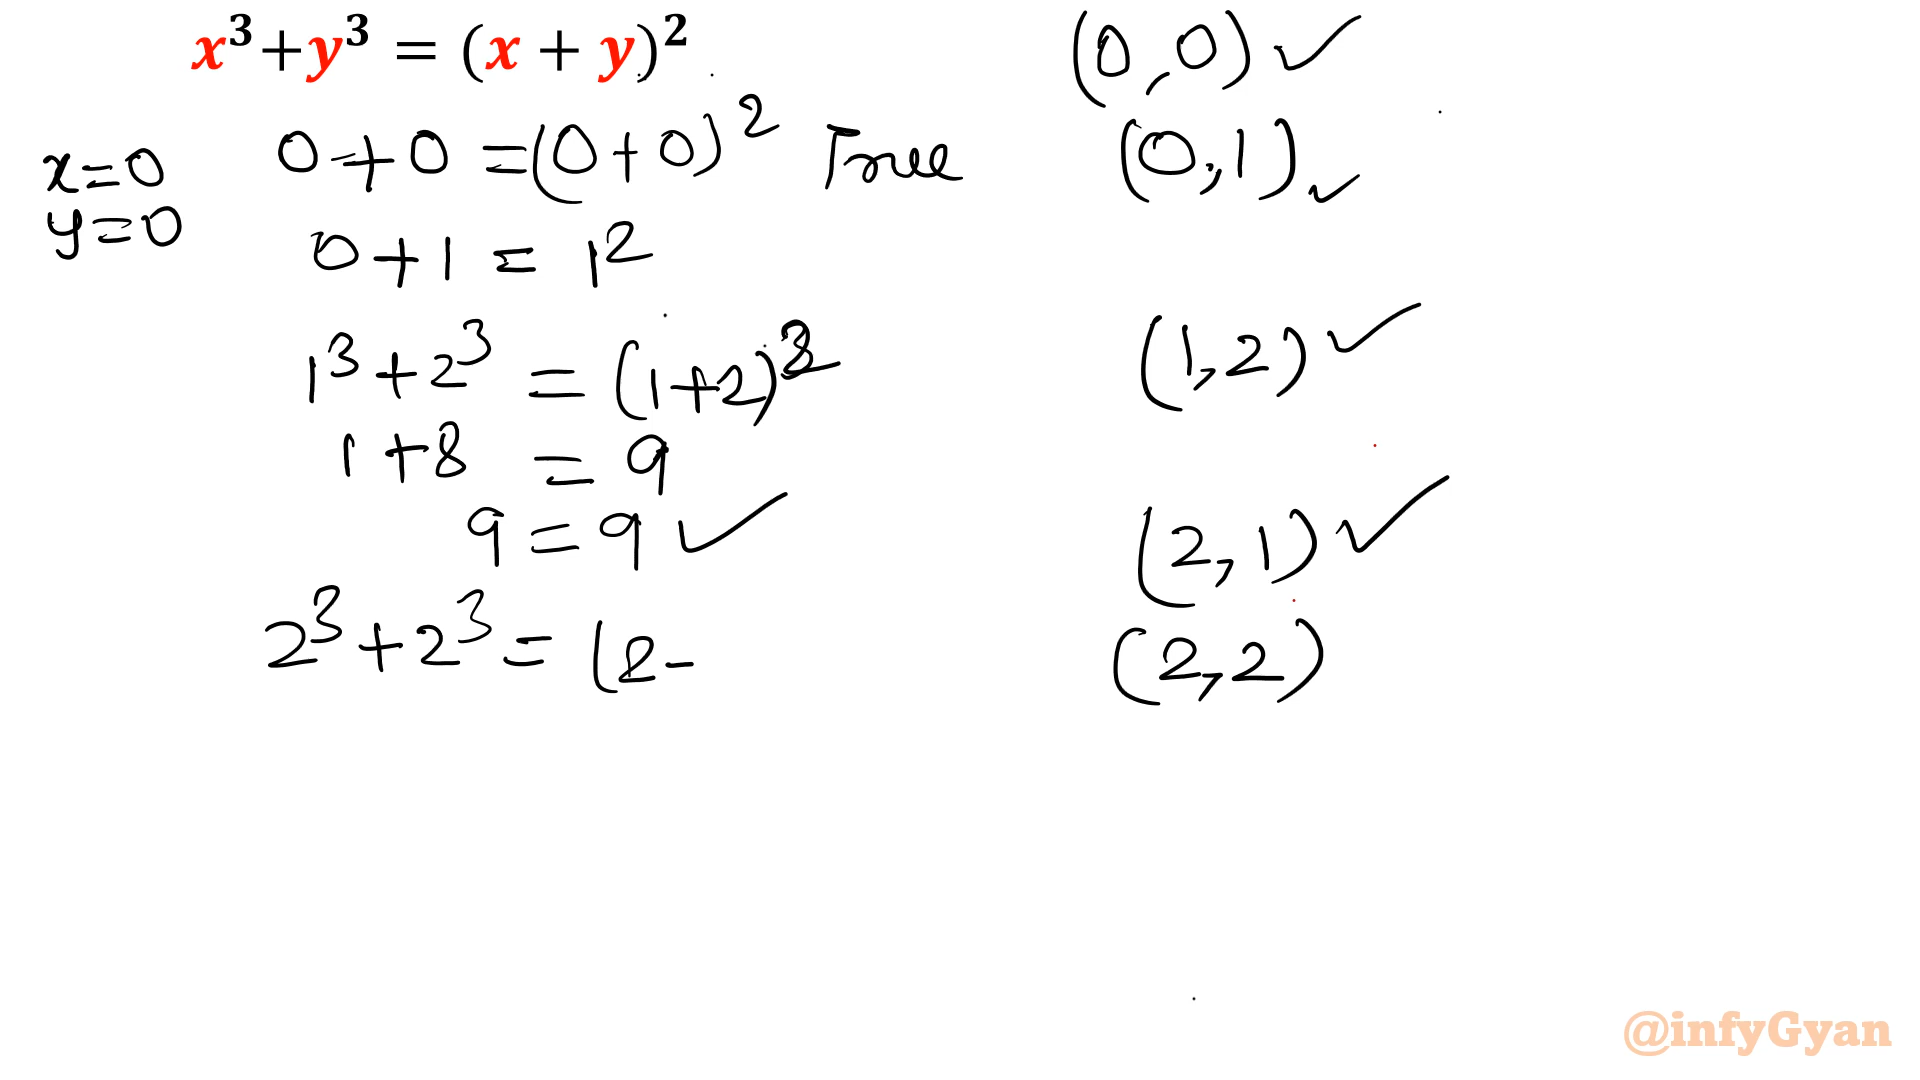 x³+y³ = (x + y)²
(0,0) ✓
x=0
y=0
0+0 =(0+0)² True
(0,1) ✓
0+1 = 1²
1³+2³ = (1+2)²
(1,2) ✓
1+8 = 9
9=9 ✓
(2,1) ✓
2³+2³= (2-
(2,2)
@infyGyan